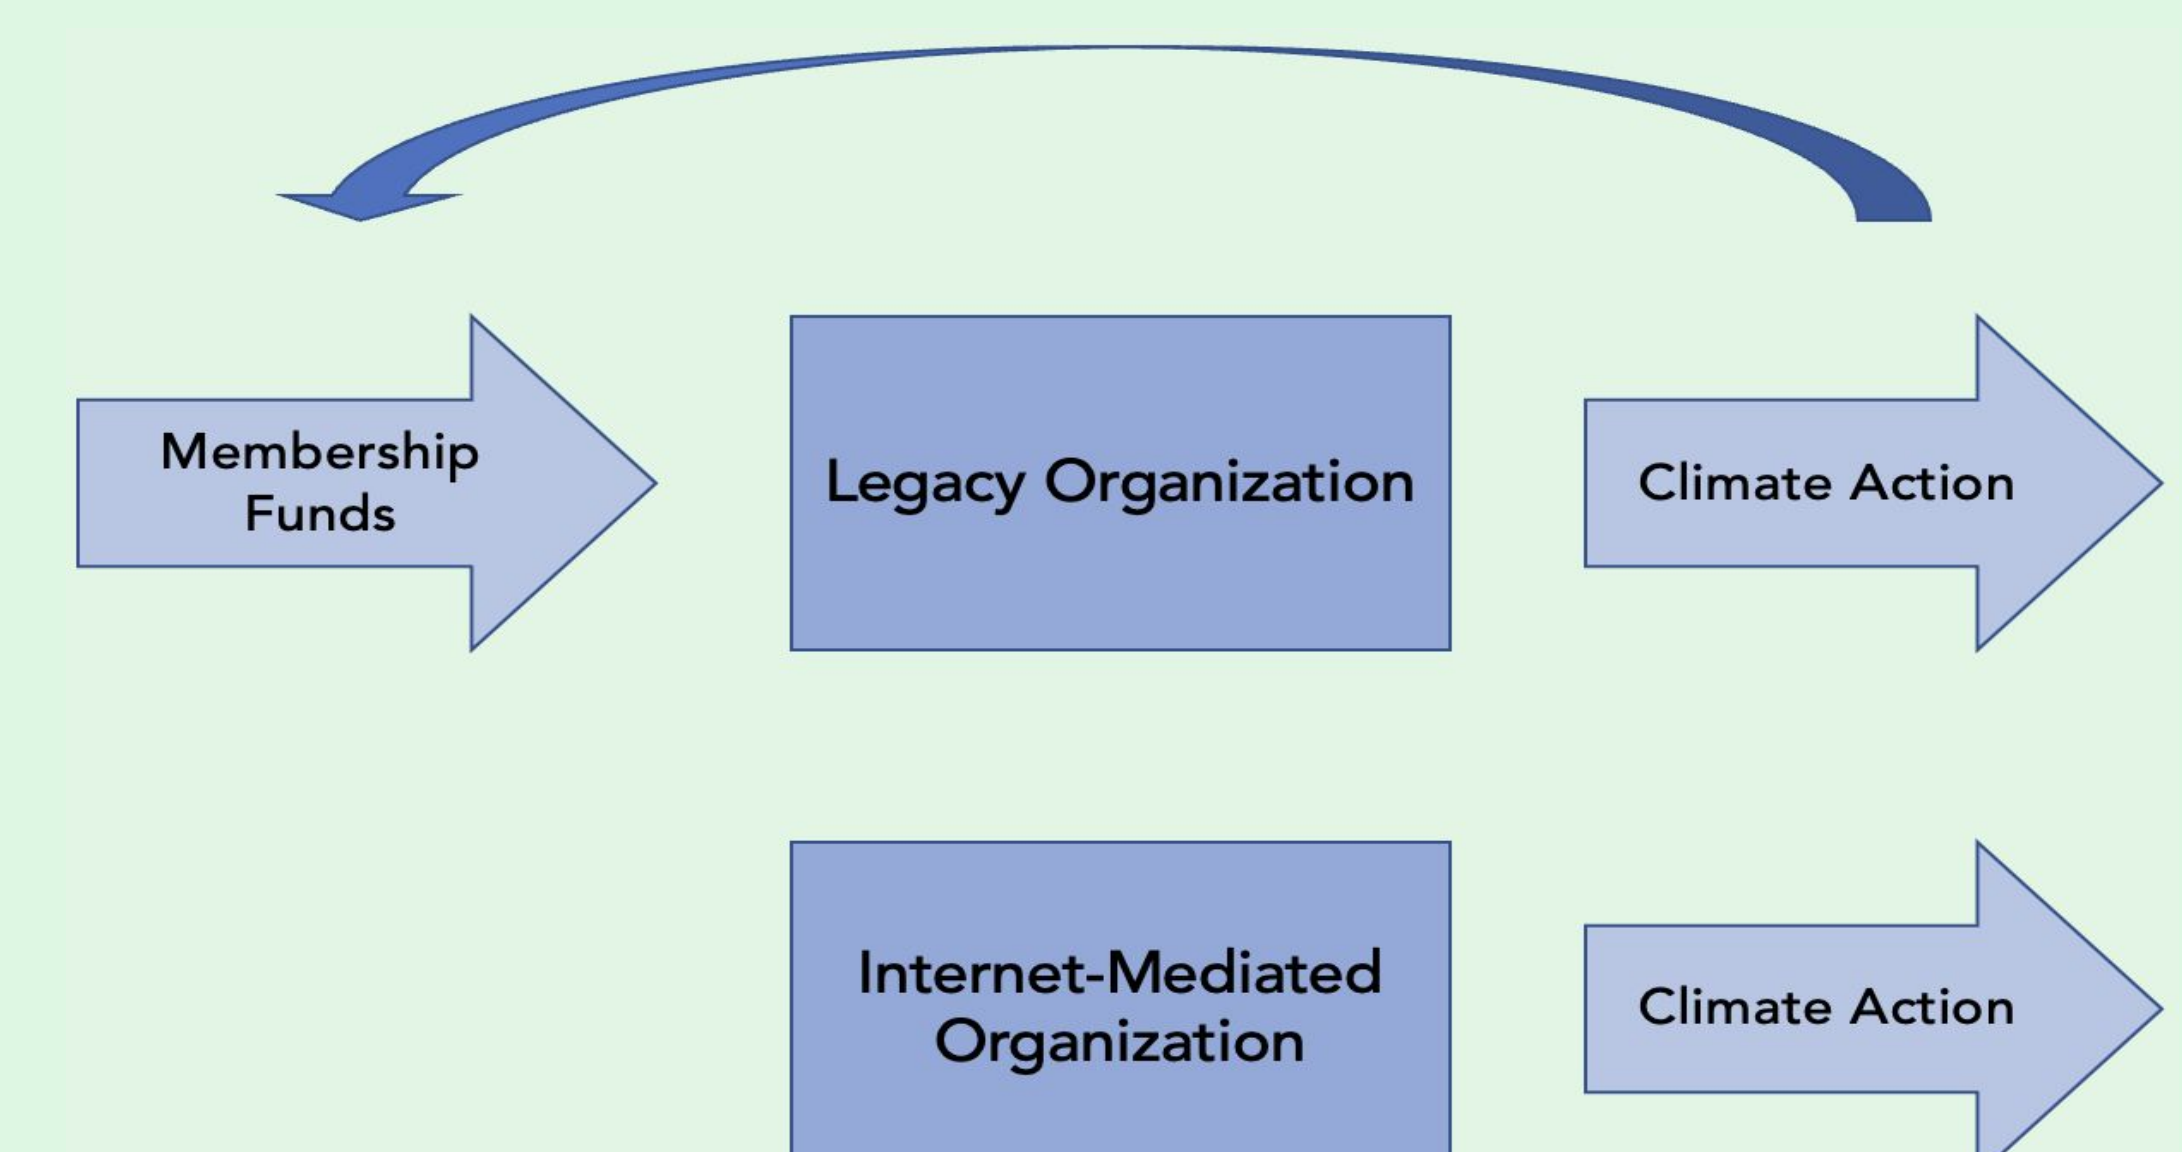 Membership
Funds
Legacy Organization
Climate Action
Internet-Mediated
Organization
Climate Action